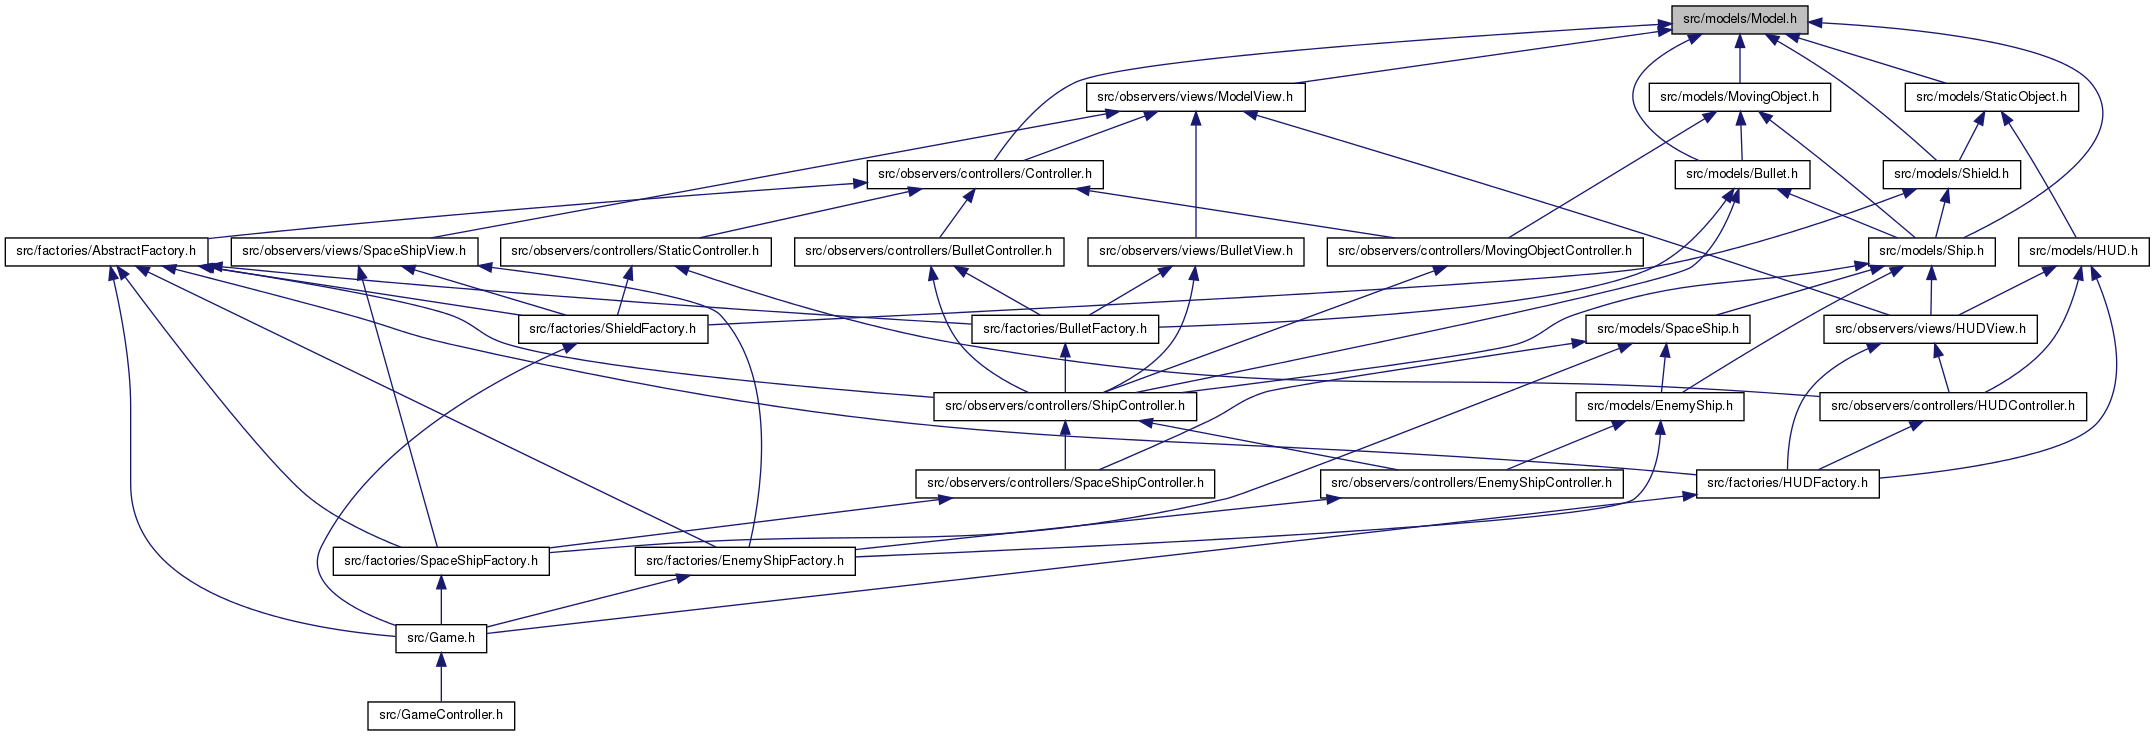 src/models/Model.h
src/observers/views/ModelView.h
src/models/MovingObject.h
src/models/StaticObject.h
src/observers/controllers/Controller.h
src/models/Bullet.h
src/models/Shield.h
src/factories/AbstractFactory.h
src/observers/views/SpaceShipView.h
src/observers/controllers/StaticController.h
src/observers/controllers/BulletController.h
src/observers/views/BulletView.h
src/observers/controllers/MovingObjectController.h
src/models/Ship.h
src/models/HUD.h
src/factories/ShieldFactory.h
src/factories/BulletFactory.h
src/models/SpaceShip.h
src/observers/views/HUDView.h
src/observers/controllers/ShipController.h
src/models/EnemyShip.h
src/observers/controllers/HUDController.h
src/observers/controllers/SpaceShipController.h
src/observers/controllers/EnemyShipController.h
src/factories/HUDFactory.h
src/factories/SpaceShipFactory.h
src/factories/EnemyShipFactory.h
src/Game.h
src/GameController.h